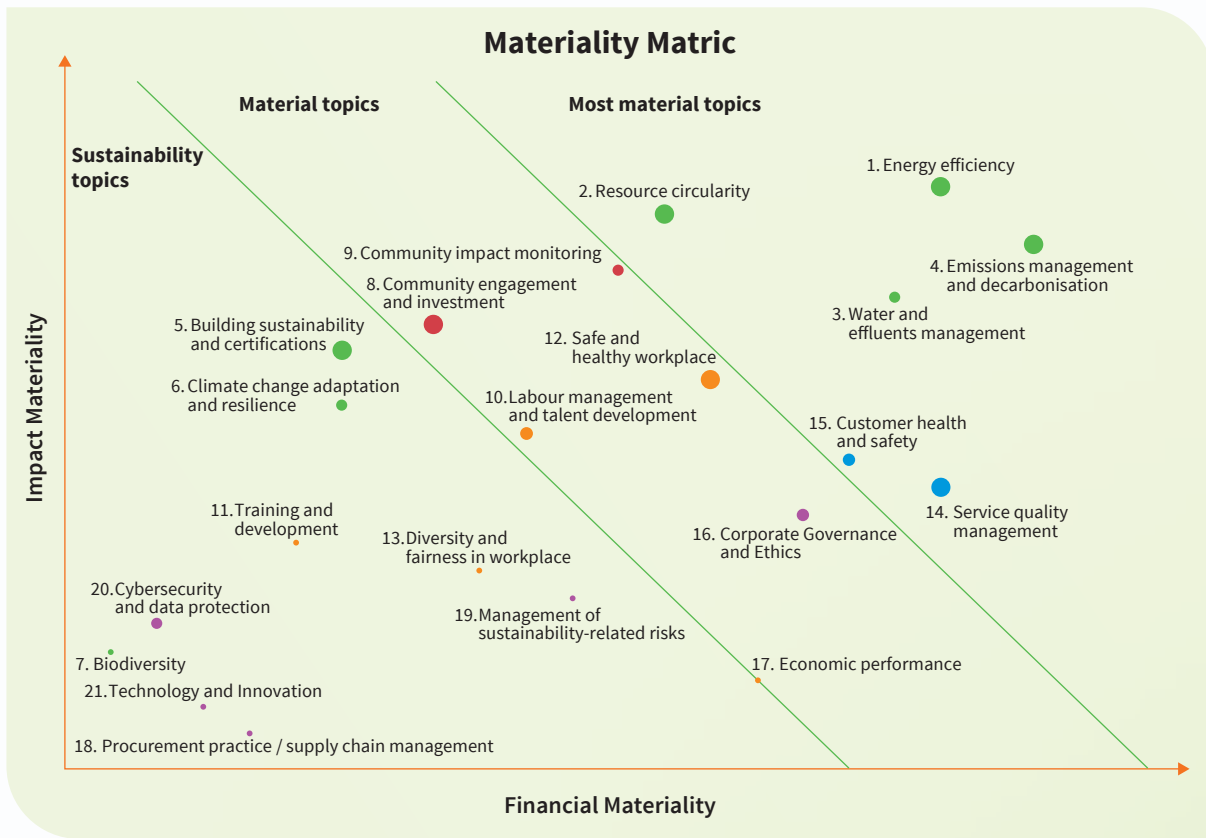 Materiality Matric
Material topics
Most material topics
Sustainability
topics
1. Energy efficiency
2. Resource circularity
9. Community impact monitoring
4. Emissions management
and decarbonisation
8. Community engagement
and investment
3. Water and
effluents management
5. Building sustainability
and certifications
12. Safe and
healthy workplace
6. Climate change adaptation
and resilience
10.Labour management
and talent development
15. Customer health
and safety
11.Training and
development
14. Service quality
management
13.Diversity and
fairness in workplace
16. Corporate Governance
and Ethics
20.Cybersecurity
and data protection
19.Management of
sustainability-related risks
7. Biodiversity
17. Economic performance
21.Technology and Innovation
18. Procurement practice / supply chain management
Impact Materiality
Financial Materiality